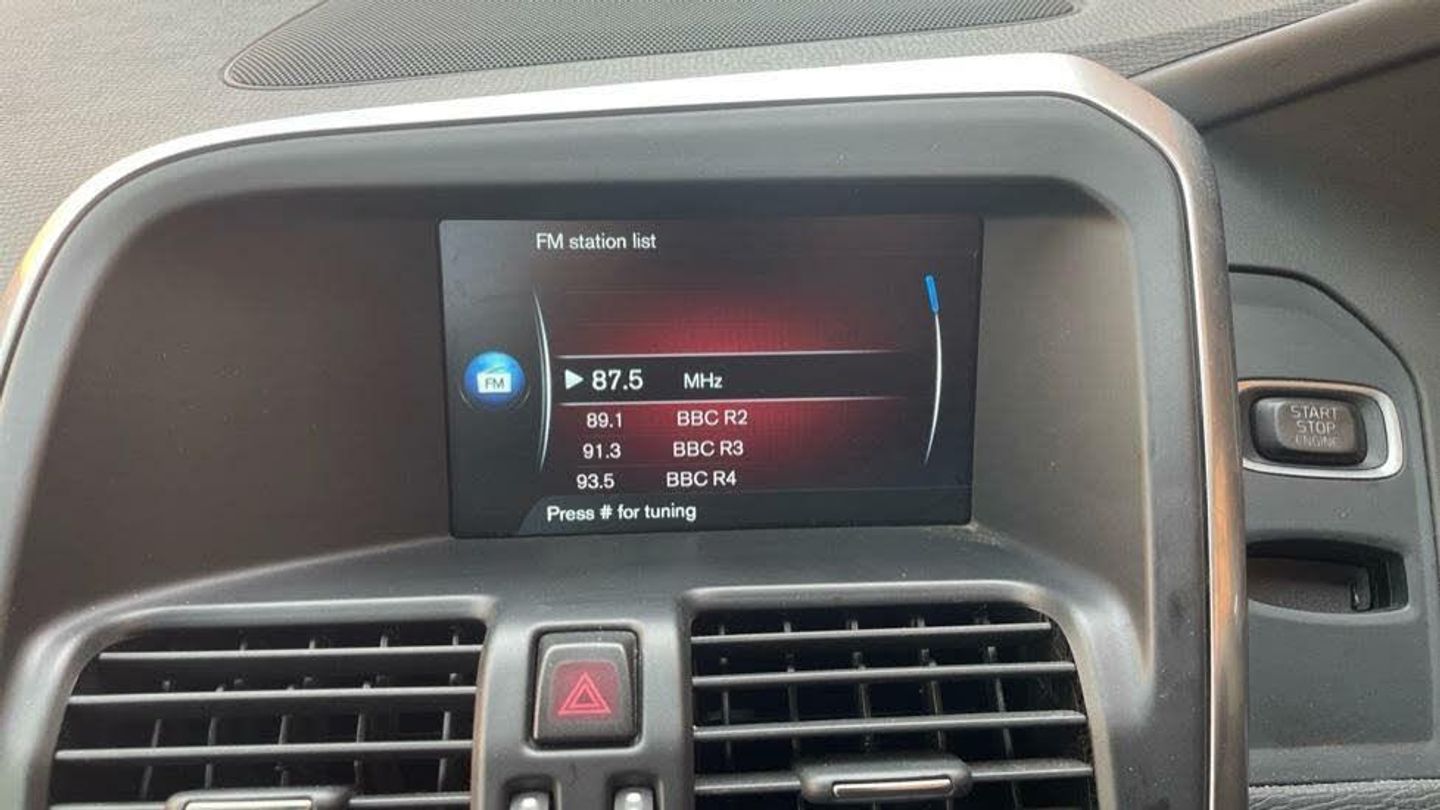 FM station list
FM
87.5 MHz
89.1 BBC R2
91.3 BBC R3
93.5 BBC R4
Press # for tuning
START
STOP
ENGINE